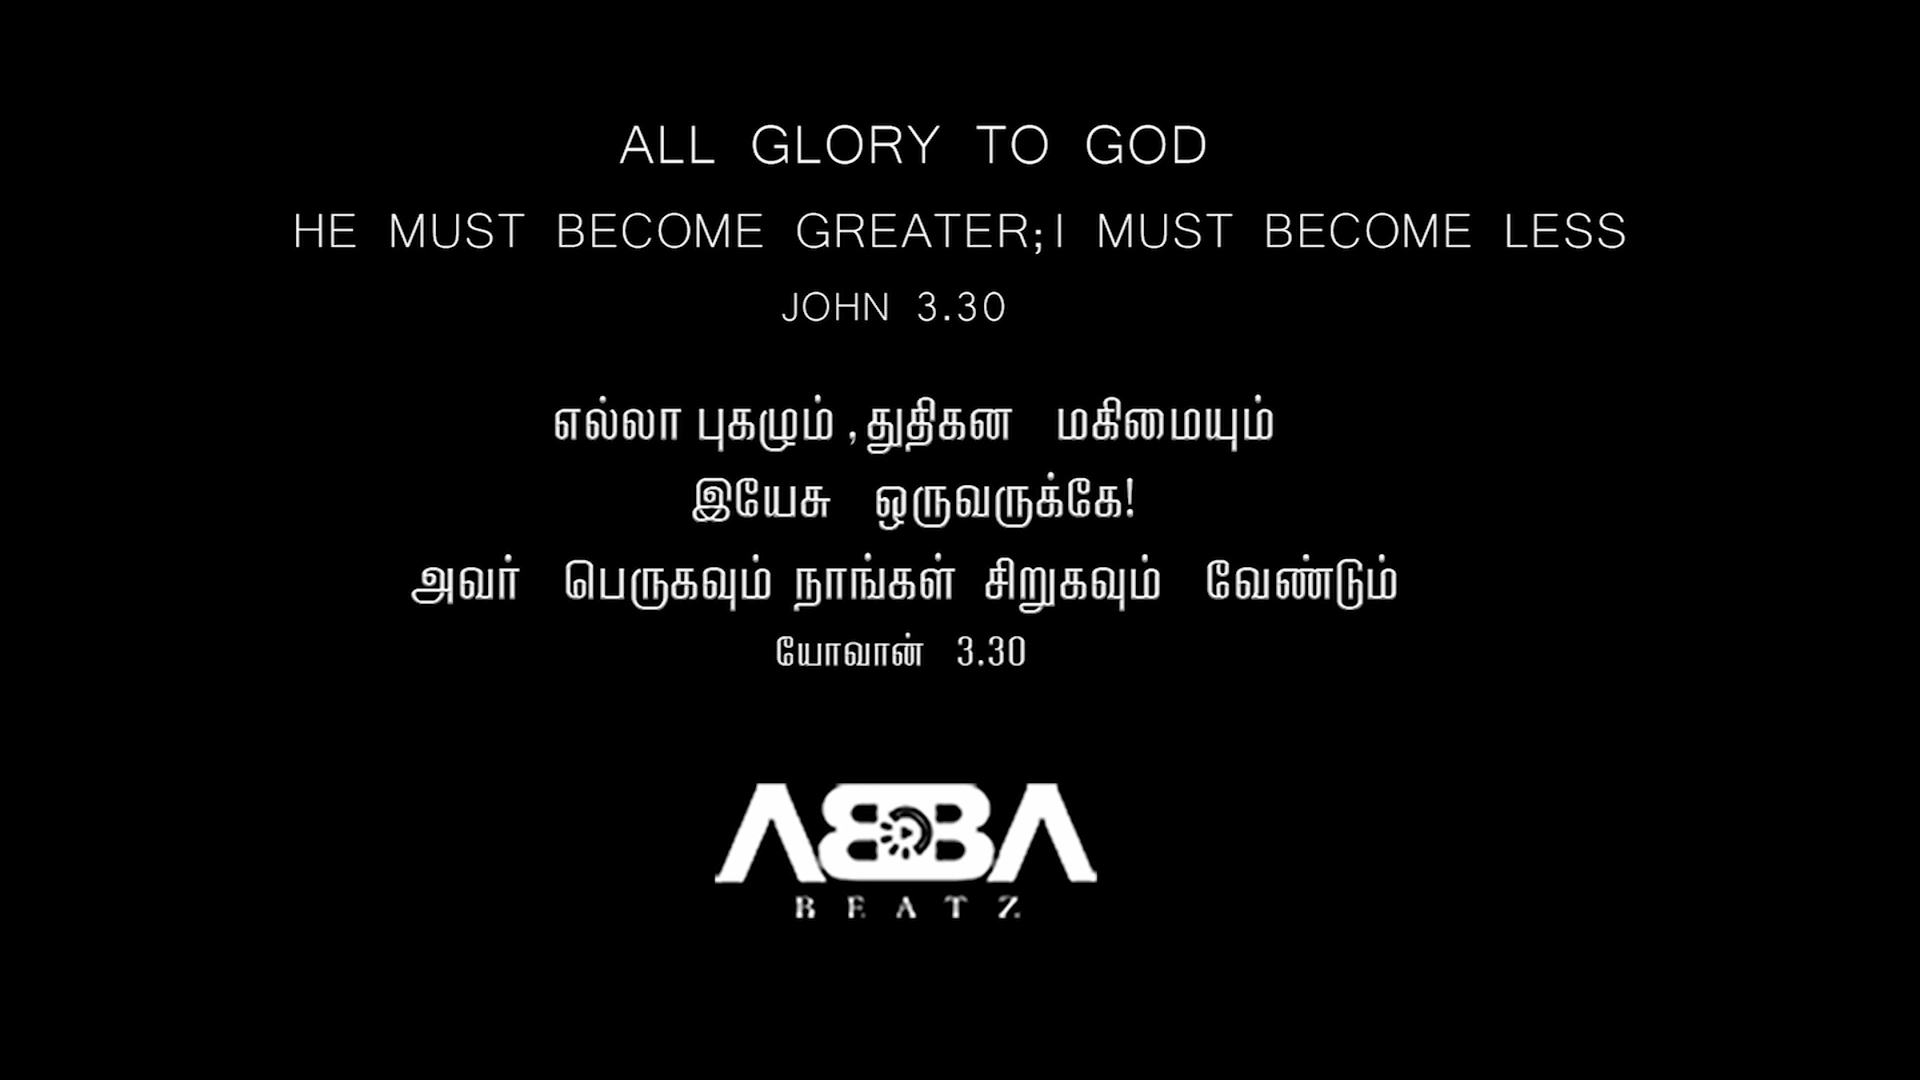 ALL GLORY TO GOD
HE MUST BECOME GREATER;I MUST BECOME LESS
JOHN 3.30
எல்லா புகழும் ,துதிகன மகிமையும்
இயேசு ஒருவருக்கே!
அவர் பெருகவும் நாங்கள் சிறுகவும் வேண்டும்
யோவான் 3.30
ABBA
BEATZ